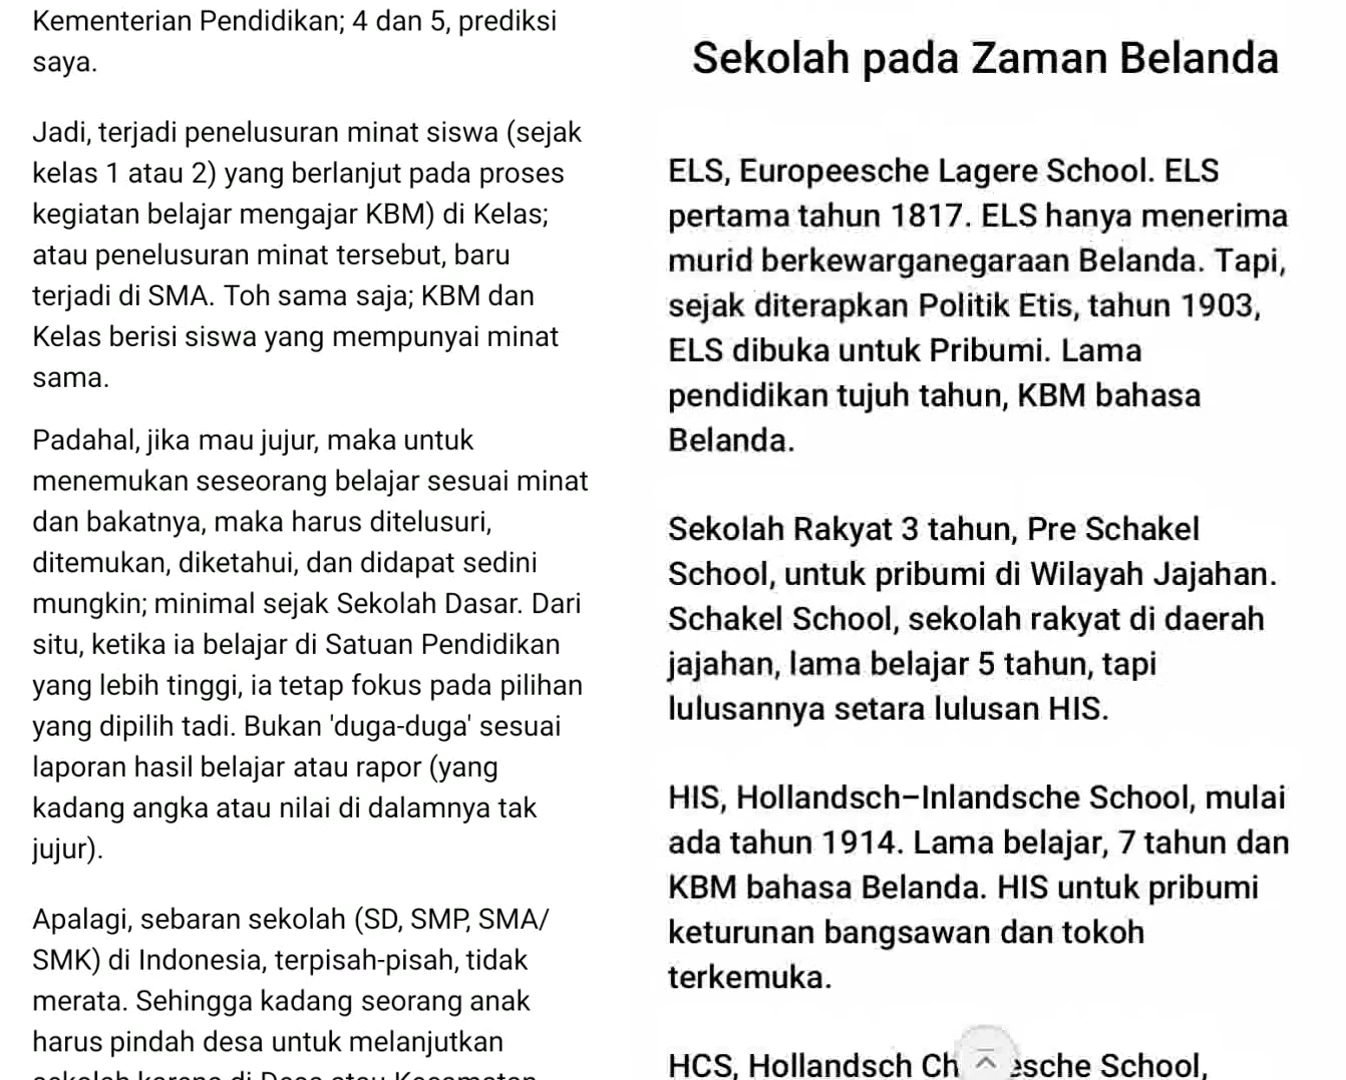 Kementerian Pendidikan; 4 dan 5, prediksi
saya.
Jadi, terjadi penelusuran minat siswa (sejak
kelas 1 atau 2) yang berlanjut pada proses
kegiatan belajar mengajar KBM) di Kelas;
atau penelusuran minat tersebut, baru
terjadi di SMA. Toh sama saja; KBM dan
Kelas berisi siswa yang mempunyai minat
sama.
Padahal, jika mau jujur, maka untuk
menemukan seseorang belajar sesuai minat
dan bakatnya, maka harus ditelusuri,
ditemukan, diketahui, dan didapat sedini
mungkin; minimal sejak Sekolah Dasar. Dari
situ, ketika ia belajar di Satuan Pendidikan
yang lebih tinggi, ia tetap fokus pada pilihan
yang dipilih tadi. Bukan 'duga-duga' sesuai
laporan hasil belajar atau rapor (yang
kadang angka atau nilai di dalamnya tak
jujur).
Apalagi, sebaran sekolah (SD, SMP, SMA/
SMK) di Indonesia, terpisah-pisah, tidak
merata. Sehingga kadang seorang anak
harus pindah desa untuk melanjutkan
sekolah karena di Desa atau Kecamatan
Sekolah pada Zaman Belanda
ELS, Europeesche Lagere School. ELS
pertama tahun 1817. ELS hanya menerima
murid berkewarganegaraan Belanda. Tapi,
sejak diterapkan Politik Etis, tahun 1903,
ELS dibuka untuk Pribumi. Lama
pendidikan tujuh tahun, KBM bahasa
Belanda.
Sekolah Rakyat 3 tahun, Pre Schakel
School, untuk pribumi di Wilayah Jajahan.
Schakel School, sekolah rakyat di daerah
jajahan, lama belajar 5 tahun, tapi
lulusannya setara lulusan HIS.
HIS, Hollandsch–Inlandsche School, mulai
ada tahun 1914. Lama belajar, 7 tahun dan
KBM bahasa Belanda. HIS untuk pribumi
keturunan bangsawan dan tokoh
terkemuka.
HCS, Hollandsch School,